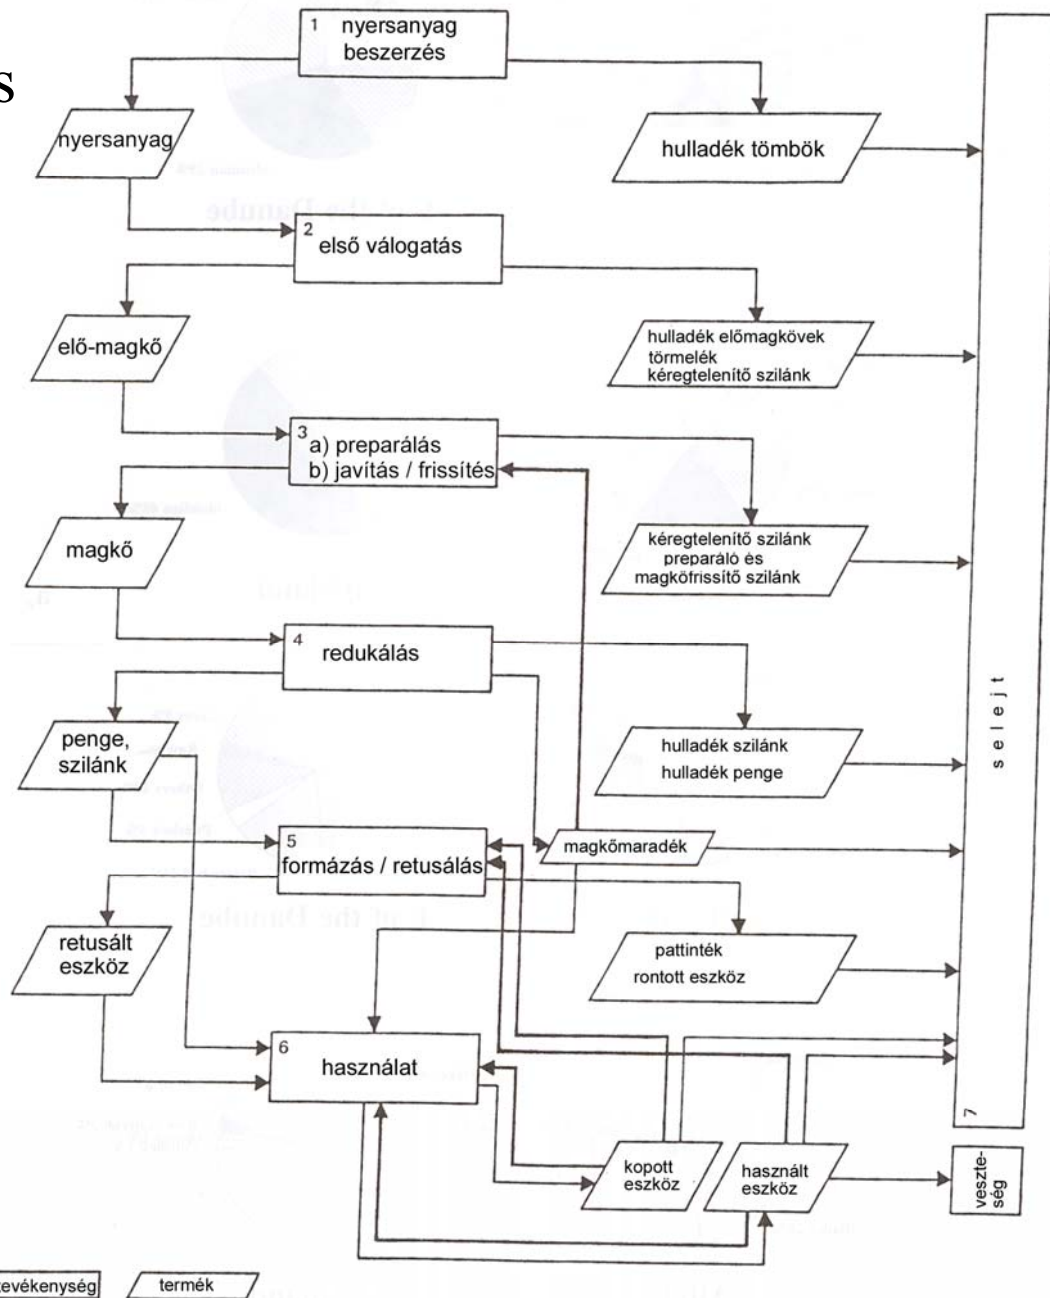 s
1 nyersanyag
beszerzés
nyersanyag
hulladék tömbök
2 első válogatás
elő-magkő
hulladék előmagkövek
törmelék
kéregtelenítő szilánk
3 a) preparálás
b) javítás / frissítés
magkő
kéregtelenítő szilánk
preparáló és
magkőfrissítő szilánk
4 redukálás
penge,
szilánk
hulladék szilánk
hulladék penge
selejt
5 formázás / retusálás
magkőmaradék
retusált
eszköz
pattinték
rontott eszköz
6 használat
7
kopott
eszköz
használt
eszköz
veszte-
ség
tevékenység
termék